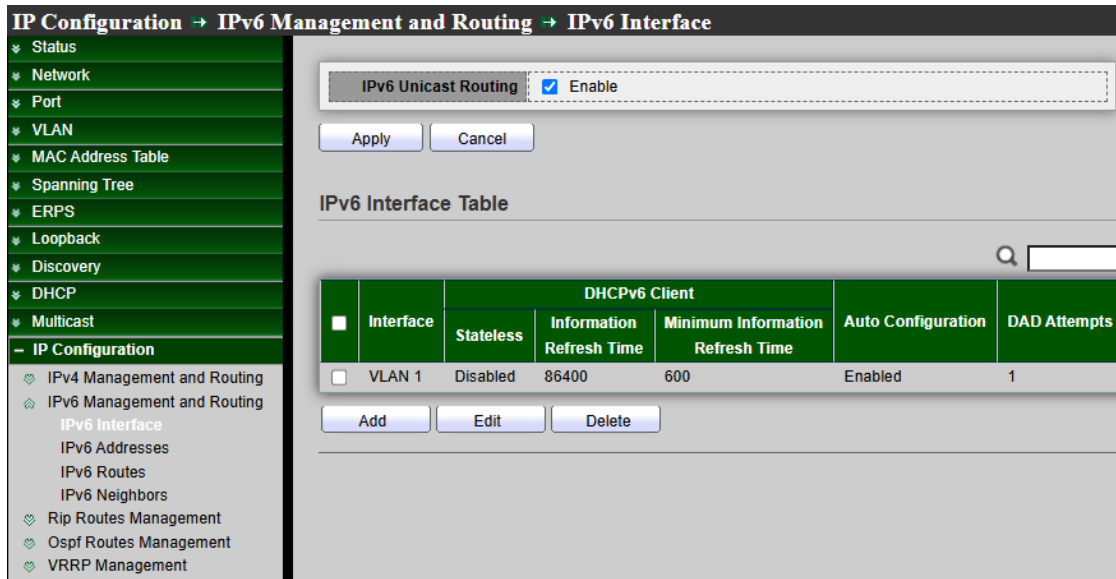 IP Configuration → IPv6 Management and Routing → IPv6 Interface
Status
Network
Port
VLAN
MAC Address Table
Spanning Tree
ERPS
Loopback
Discovery
DHCP
Multicast
IP Configuration
IPv4 Management and Routing
IPv6 Management and Routing
IPv6 Interface
IPv6 Addresses
IPv6 Routes
IPv6 Neighbors
Rip Routes Management
Ospf Routes Management
VRRP Management
IPv6 Unicast Routing Enable
Apply Cancel
IPv6 Interface Table
DHCPv6 Client
Interface Stateless Information Refresh Time Minimum Information Refresh Time Auto Configuration DAD Attempts
VLAN 1 Disabled 86400 600 Enabled 1
Add Edit Delete